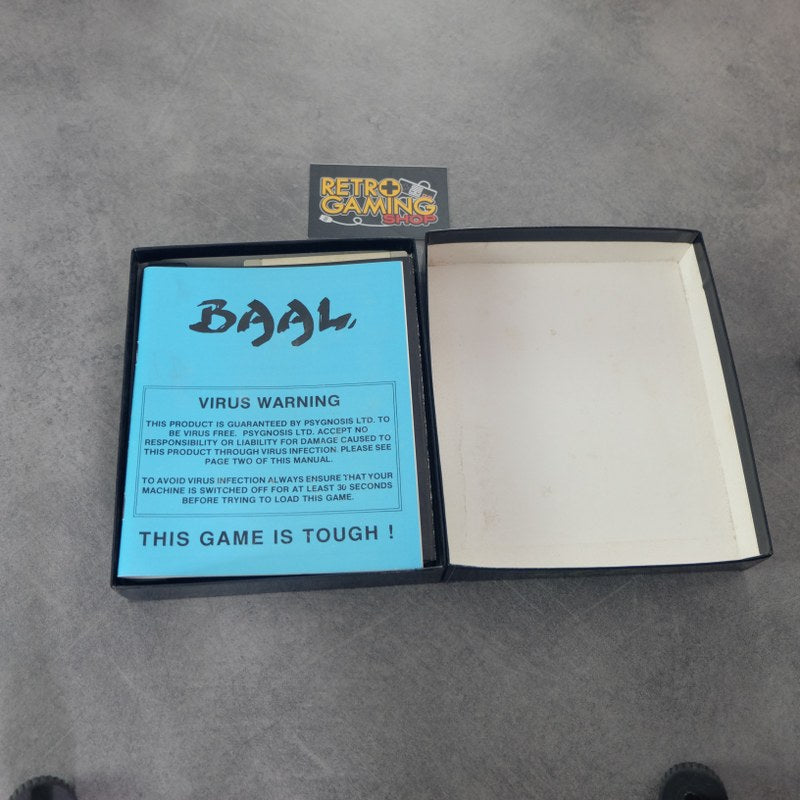 RETRO
GAMING
SHOP
BAAL
VIRUS WARNING
THIS PRODUCT IS GUARANTEED BY PSYGNOSIS LTD. TO
BE VIRUS FREE. PSYGNOSIS LTD. ACCEPT NO
RESPONSIBILITY OR LIABILITY FOR DAMAGE CAUSED TO
THIS PRODUCT THROUGH VIRUS INFECTION. PLEASE SEE
PAGE TWO OF THIS MANUAL.
TO AVOID VIRUS INFECTION ALWAYS ENSURE THAT YOUR
MACHINE IS SWITCHED OFF FOR AT LEAST 30 SECONDS
BEFORE TRYING TO LOAD THIS GAME.
THIS GAME IS TOUGH !